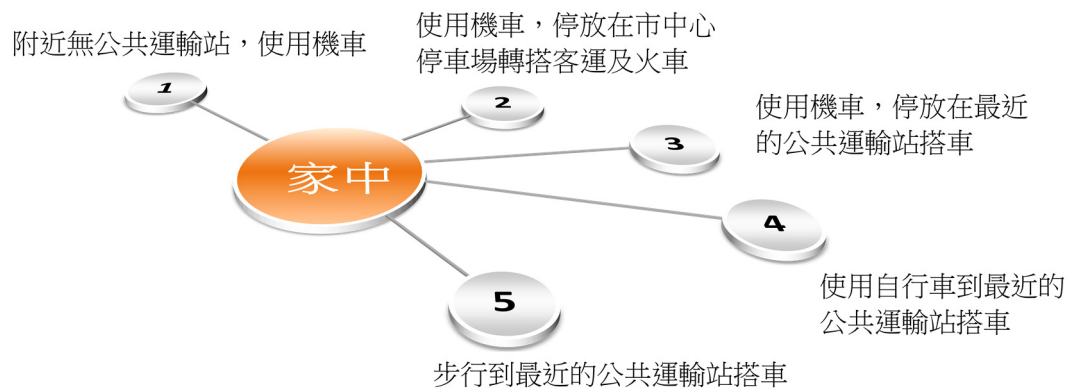 附近無公共運輸站，使用機車
1
使用機車，停放在市中心
停車場轉搭客運及火車
2
使用機車，停放在最近
的公共運輸站搭車
3
家中
4
使用自行車到最近的
公共運輸站搭車
5
步行到最近的公共運輸站搭車